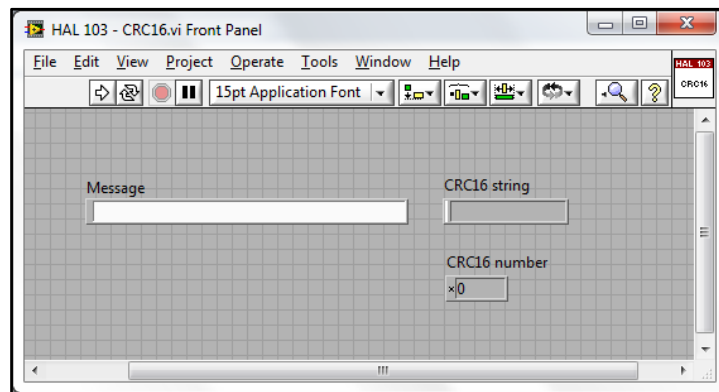 HAL 103 - CRC16.vi Front Panel
File Edit View Project Operate Tools Window Help
HAL 103
CRC16
15pt Application Font
Message
CRC16 string
CRC16 number
×0